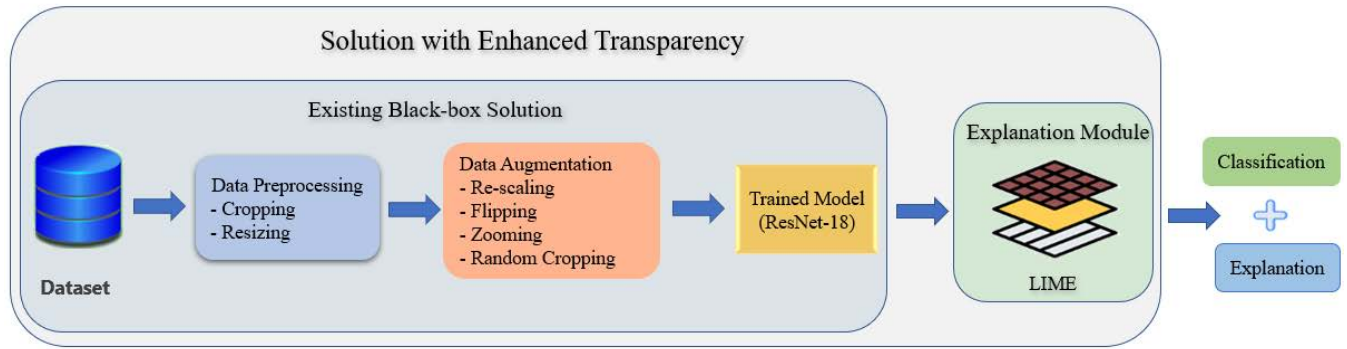 Solution with Enhanced Transparency
Existing Black-box Solution
Dataset
Data Preprocessing
- Cropping
- Resizing
Data Augmentation
- Re-scaling
- Flipping
- Zooming
- Random Cropping
Trained Model
(ResNet-18)
Explanation Module
LIME
Classification
Explanation